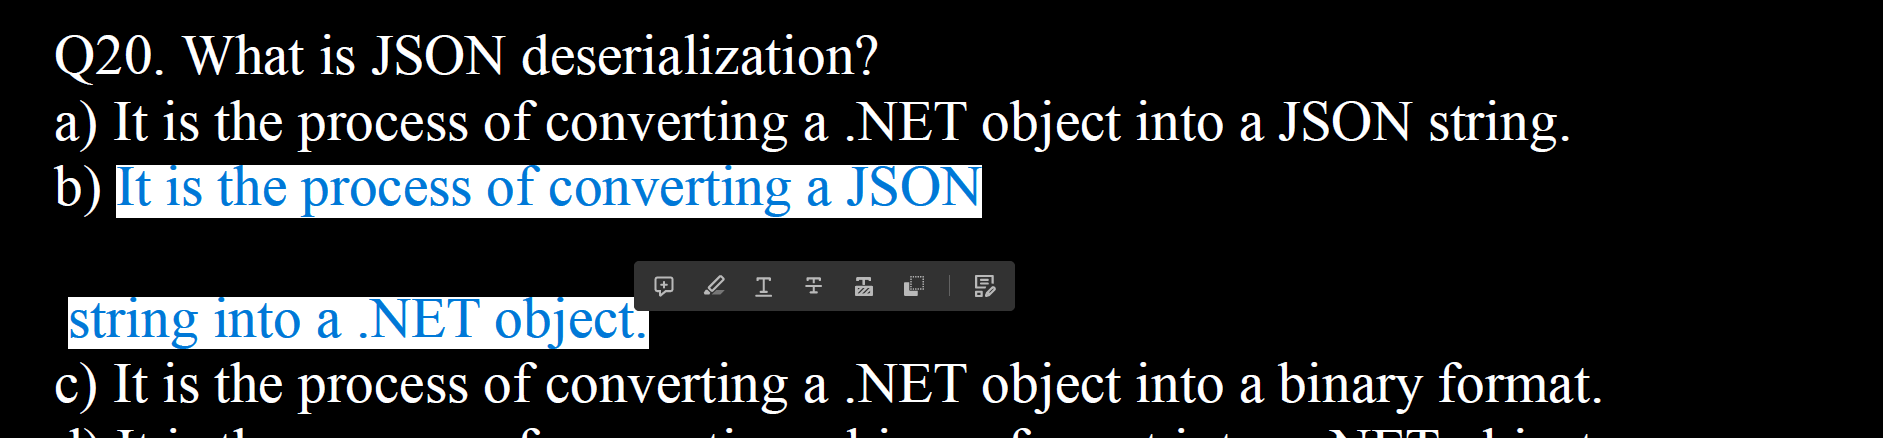 Q20. What is JSON deserialization?
a) It is the process of converting a .NET object into a JSON string.
b) It is the process of converting a JSON
string into a .NET object.
c) It is the process of converting a .NET object into a binary format.